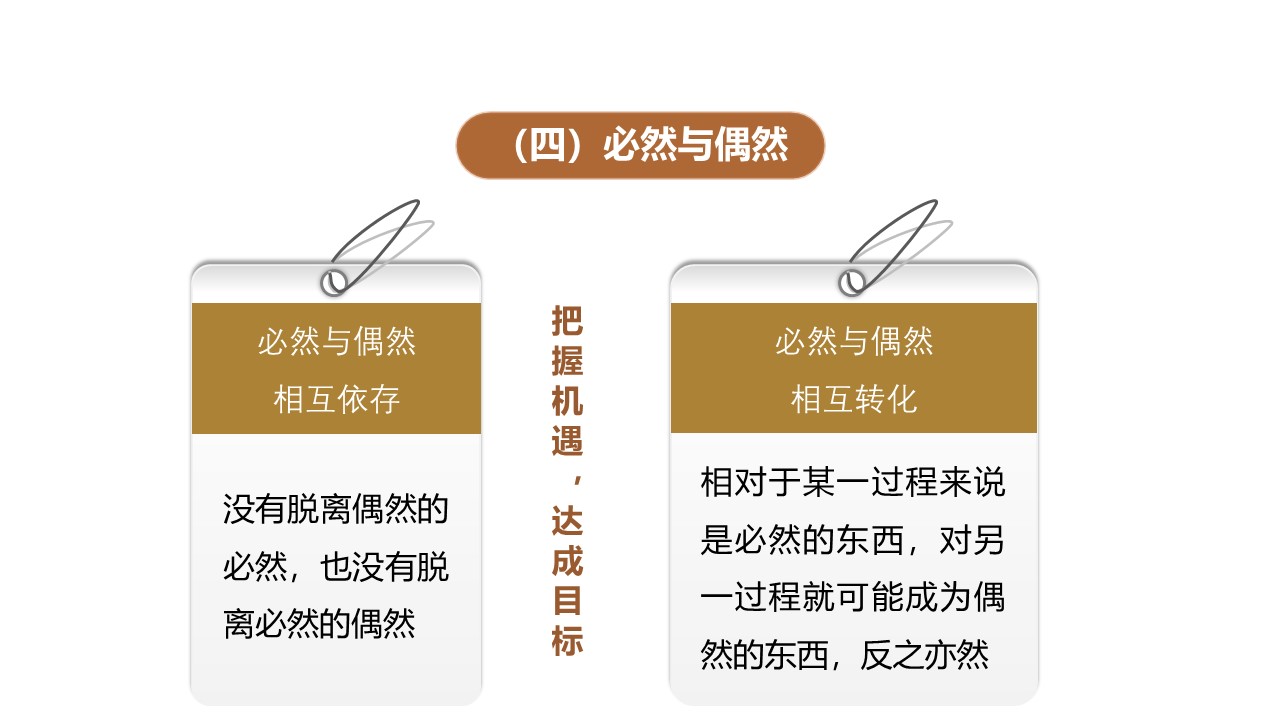 （四）必然与偶然
必然与偶然
相互依存
没有脱离偶然的
必然，也没有脱
离必然的偶然
把握机遇，达成目标
必然与偶然
相互转化
相对于某一过程来说
是必然的东西，对另
一过程就可能成为偶
然的东西，反之亦然